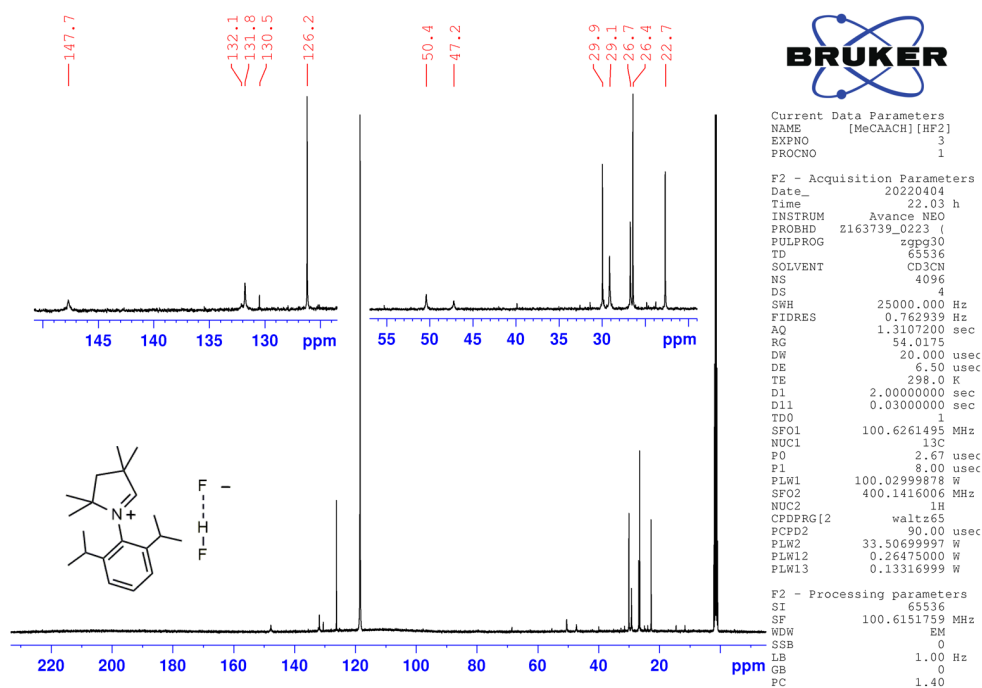 147.7
132.1
131.8
130.5
126.2
50.4
47.2
29.9
29.1
26.7
26.4
22.7
145 140 135 130 ppm
55 50 45 40 35 30 ppm
F −
H
F
N+
220 200 180 160 140 120 100 80 60 40 20 ppm
BRUKER
Current Data Parameters
NAME [MeCAACH][HF2]
EXPNO 3
PROCNO 1
F2 - Acquisition Parameters
Date_ 20220404
Time 22.03 h
INSTRUM Avance NEO
PROBHD Z163739_0223 (
PULPROG zgpg30
TD 65536
SOLVENT CD3CN
NS 4096
DS 4
SWH 25000.000 Hz
FIDRES 0.762939 Hz
AQ 1.3107200 sec
RG 54.0175
DW 20.000 usec
DE 6.50 usec
TE 298.0 K
D1 2.00000000 sec
D11 0.03000000 sec
TD0 1
SFO1 100.6261495 MHz
NUC1 13C
P0 2.67 usec
P1 8.00 usec
PLW1 100.02999878 W
SFO2 400.1416006 MHz
NUC2 1H
CPDPRG[2 waltz65
PCPD2 90.00 usec
PLW2 33.50699997 W
PLW12 0.26475000 W
PLW13 0.13316999 W
F2 - Processing parameters
SI 65536
SF 100.6151759 MHz
WDW EM
SSB 0
LB 1.00 Hz
GB 0
PC 1.40